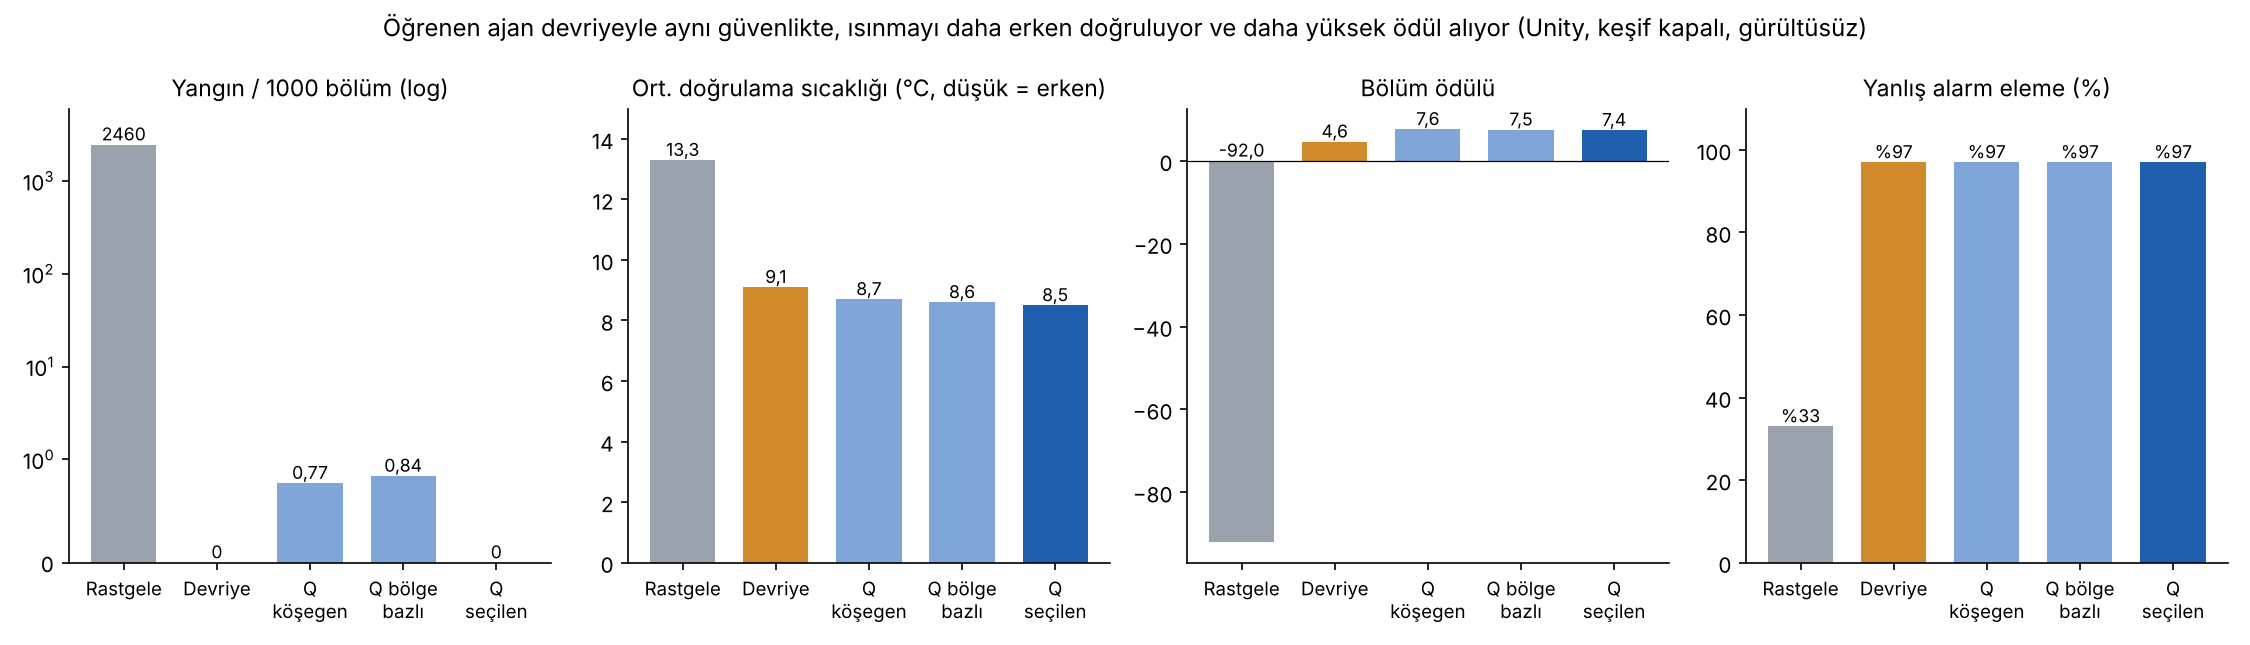 Öğrenen ajan devriyeyle aynı güvenlikte, ısınmayı daha erken doğruluyor ve daha yüksek ödül alıyor (Unity, keşif kapalı, gürültüsüz)
Yangın / 1000 bölüm (log)
10³
10²
10¹
10⁰
0
2460
0
0,77
0,84
0
Rastgele
Devriye
Q
köşegen
Q bölge
bazlı
Q
seçilen
Ort. doğrulama sıcaklığı (°C, düşük = erken)
14
12
10
8
6
4
2
0
13,3
9,1
8,7
8,6
8,5
Rastgele
Devriye
Q
köşegen
Q bölge
bazlı
Q
seçilen
Bölüm ödülü
0
−20
−40
−60
−80
-92,0
4,6
7,6
7,5
7,4
Rastgele
Devriye
Q
köşegen
Q bölge
bazlı
Q
seçilen
Yanlış alarm eleme (%)
100
80
60
40
20
0
%33
%97
%97
%97
%97
Rastgele
Devriye
Q
köşegen
Q bölge
bazlı
Q
seçilen